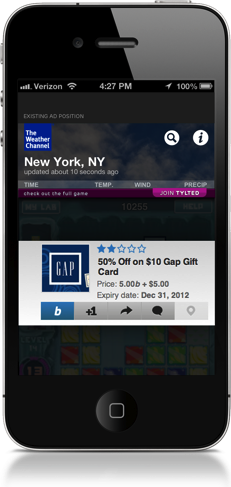 Verizon 4:27 PM 100%
EXISTING AD POSITION
The
Weather
Channel
New York, NY
updated about 10 seconds ago
TIME TEMP. WIND PRECIP
check out the full game JOIN TYLTED
10255
GAP
50% Off on $10 Gap Gift
Card
Price: 5.00b + $5.00
Expiry date: Dec 31, 2012
b +1
13